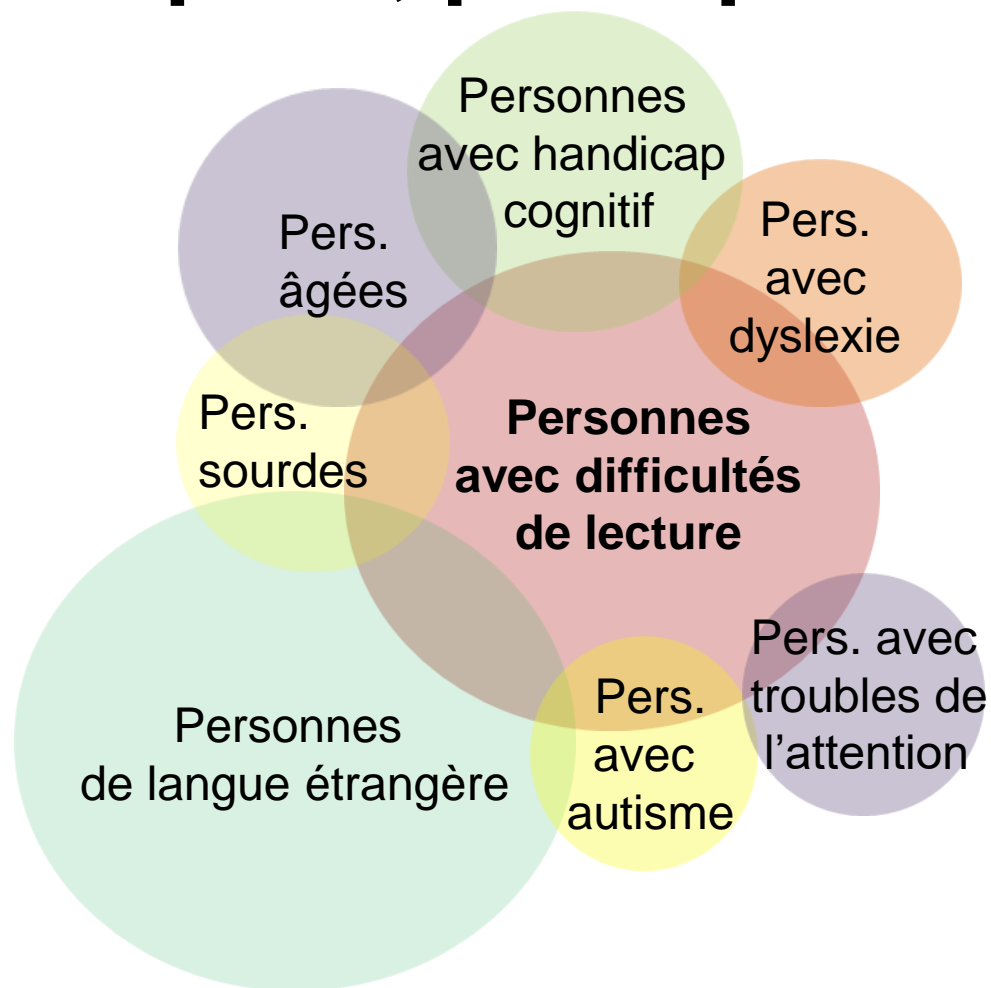 Personnes
avec handicap
cognitif
Pers.
âgées
Pers.
avec
dyslexie
Pers.
sourdes
Personnes
avec difficultés
de lecture
Pers. avec
troubles de
l'attention
Pers.
avec
autisme
Personnes
de langue étrangère